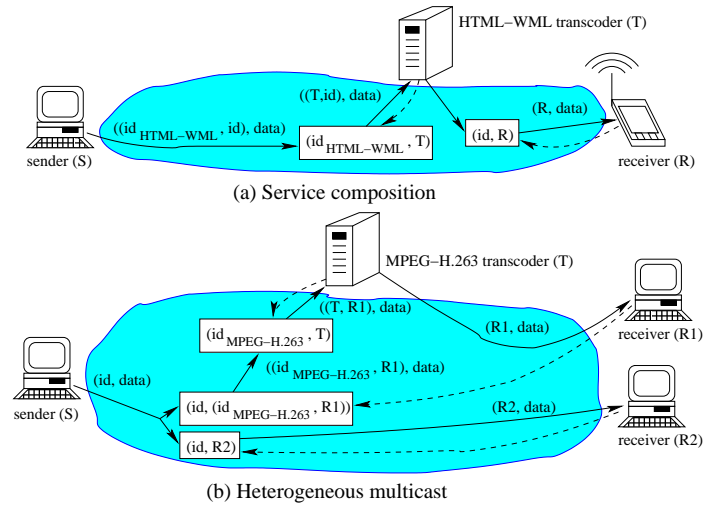 HTML–WML transcoder (T)
((T,id), data)
(R, data)
((id HTML–WML , id), data)
(id HTML–WML , T)
(id, R)
sender (S)
receiver (R)
(a) Service composition
MPEG–H.263 transcoder (T)
((T, R1), data)
(id MPEG–H.263 , T)
(R1, data)
receiver (R1)
((id MPEG–H.263 , R1), data)
(id, data)
sender (S)
(id, (id MPEG–H.263 , R1))
(R2, data)
(id, R2)
receiver (R2)
(b) Heterogeneous multicast